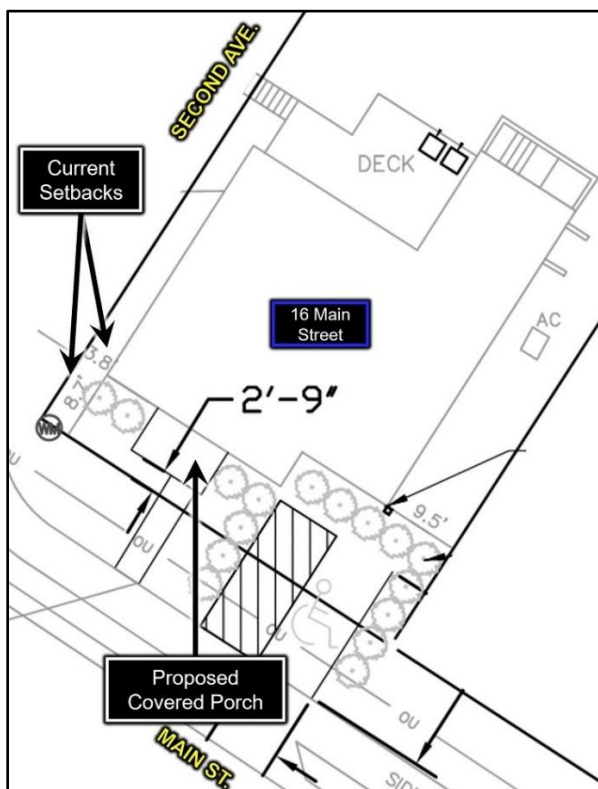 SECOND AVE.
Current
Setbacks
DECK
16 Main
Street
AC
3.8'
8.7'
2'-9"
WM
9.5'
OU
OU
OU
OU
Proposed
Covered Porch
MAIN ST.